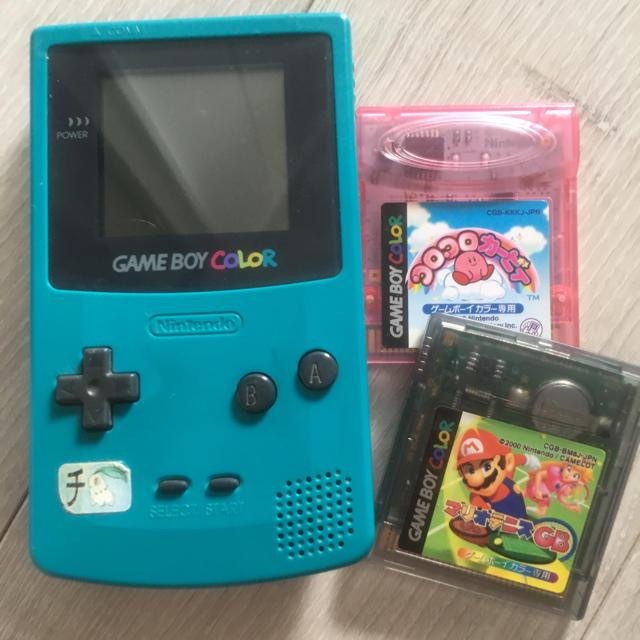 POWER
GAME BOY COLOR
Nintendo
B
A
SELECT START
チ
Nintendo
CGB-KKKJ-JPN
GAME BOY COLOR
コロコロカービィ
TM
ゲームボーイカラー専用
Nintendo
Inc.
CGB-BM8J-JPN
©2000 Nintendo/CAMELOT
GAME BOY COLOR
マリオテニスGB
ゲームボーイカラー専用